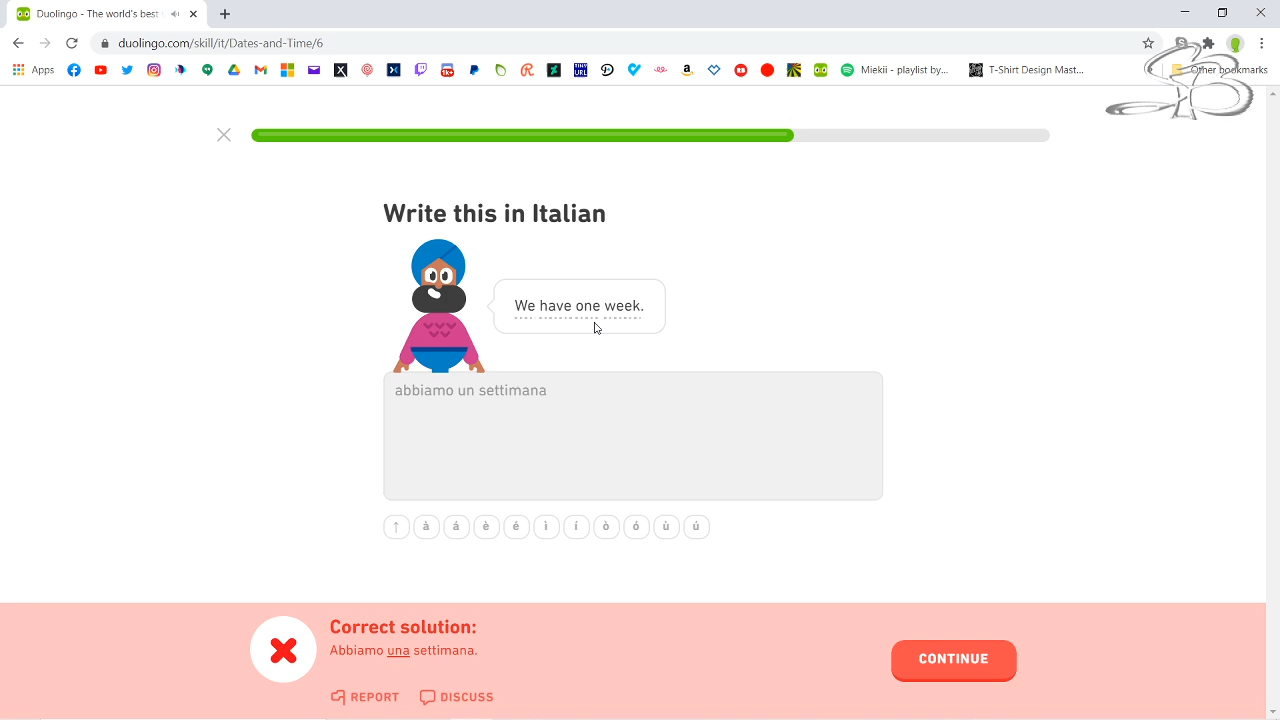 Duolingo - The world's best
duolingo.com/skill/it/Dates-and-Time/6
Apps
Miekii - playlist by...
T-Shirt Design Mast...
Other bookmarks
Write this in Italian
We have one week.
abbiamo un settimana
↑ à á è é ì í ò ó ù ú
Correct solution:
Abbiamo una settimana.
REPORT DISCUSS
CONTINUE